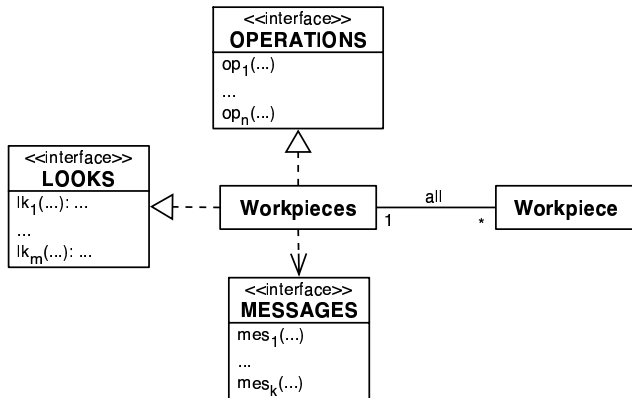 <<interface>>
OPERATIONS
op1(...)
...
opn(...)
<<interface>>
LOOKS
lk1(...): ...
...
lkm(...): ...
Workpieces
1
all
*
Workpiece
<<interface>>
MESSAGES
mes1(...)
...
mesk(...)